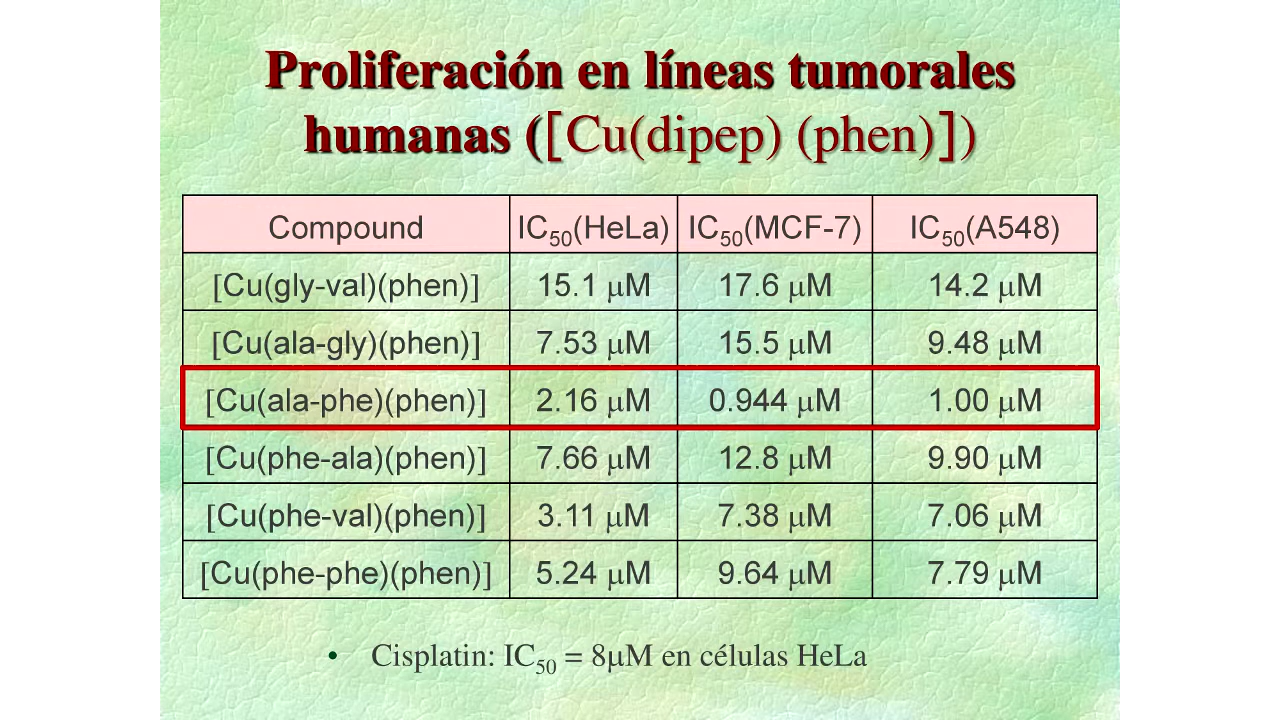 Proliferación en líneas tumorales
humanas ([Cu(dipep) (phen)])
Compound IC50(HeLa) IC50(MCF-7) IC50(A548)
[Cu(gly-val)(phen)] 15.1 μM 17.6 μM 14.2 μM
[Cu(ala-gly)(phen)] 7.53 μM 15.5 μM 9.48 μM
[Cu(ala-phe)(phen)] 2.16 μM 0.944 μM 1.00 μM
[Cu(phe-ala)(phen)] 7.66 μM 12.8 μM 9.90 μM
[Cu(phe-val)(phen)] 3.11 μM 7.38 μM 7.06 μM
[Cu(phe-phe)(phen)] 5.24 μM 9.64 μM 7.79 μM
• Cisplatin: IC50 = 8μM en células HeLa